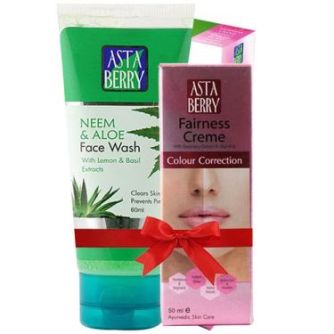 ASTA
BERRY
NEEM
& ALOE
Face Wash
With Lemon & Basil
Extracts
Clears Skin
60ml
ASTA
BERRY
Fairness
Creme
Colour Correction
50 ml e
Ayurvedic Skin Care